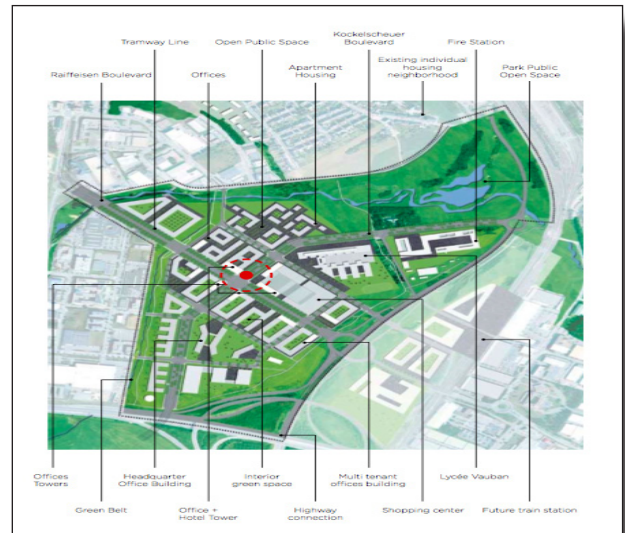 Kockelscheuer
Tramway Line Open Public Space Boulevard Fire Station
Existing individual
Raiffeisen Boulevard Offices Apartment housing Park Public
Housing neighborhood Open Space
Offices Headquarter Interior Multi tenant Lycée Vauban
Towers Office Building green space offices building
Green Belt Office + Highway Shopping center Future train station
Hotel Tower connection